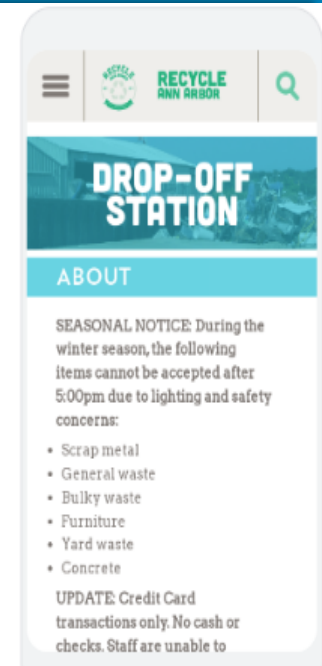 RECYCLE
ANN ARBOR
DROP-OFF
STATION
ABOUT
SEASONAL NOTICE: During the
winter season, the following
items cannot be accepted after
5:00pm due to lighting and safety
concerns:
• Scrap metal
• General waste
• Bulky waste
• Furniture
• Yard waste
• Concrete
UPDATE: Credit Card
transactions only. No cash or
checks. Staff are unable to